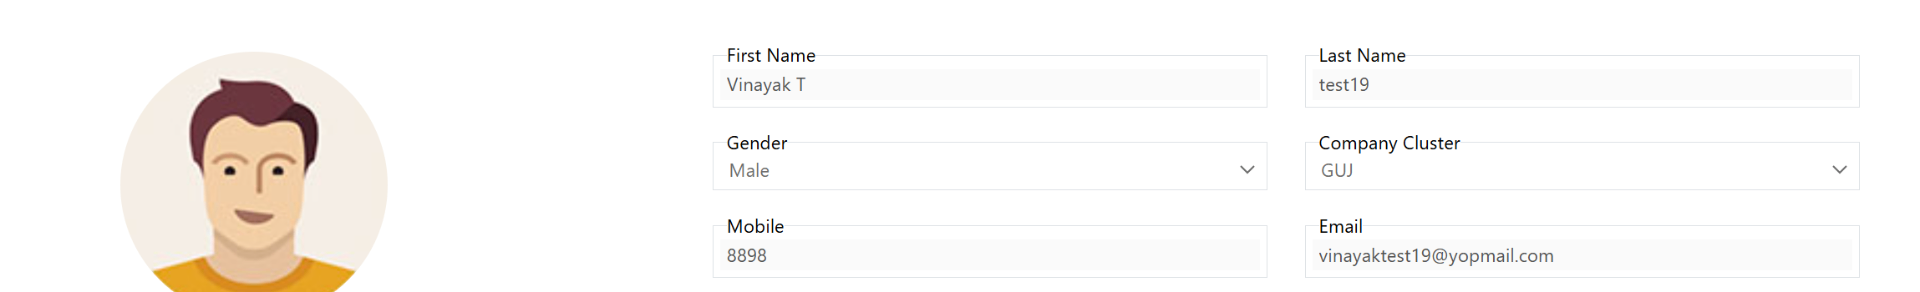 First Name
Last Name
Vinayak T
test19
Gender
Company Cluster
Male
GUJ
Mobile
Email
8898
vinayaktest19@yopmail.com